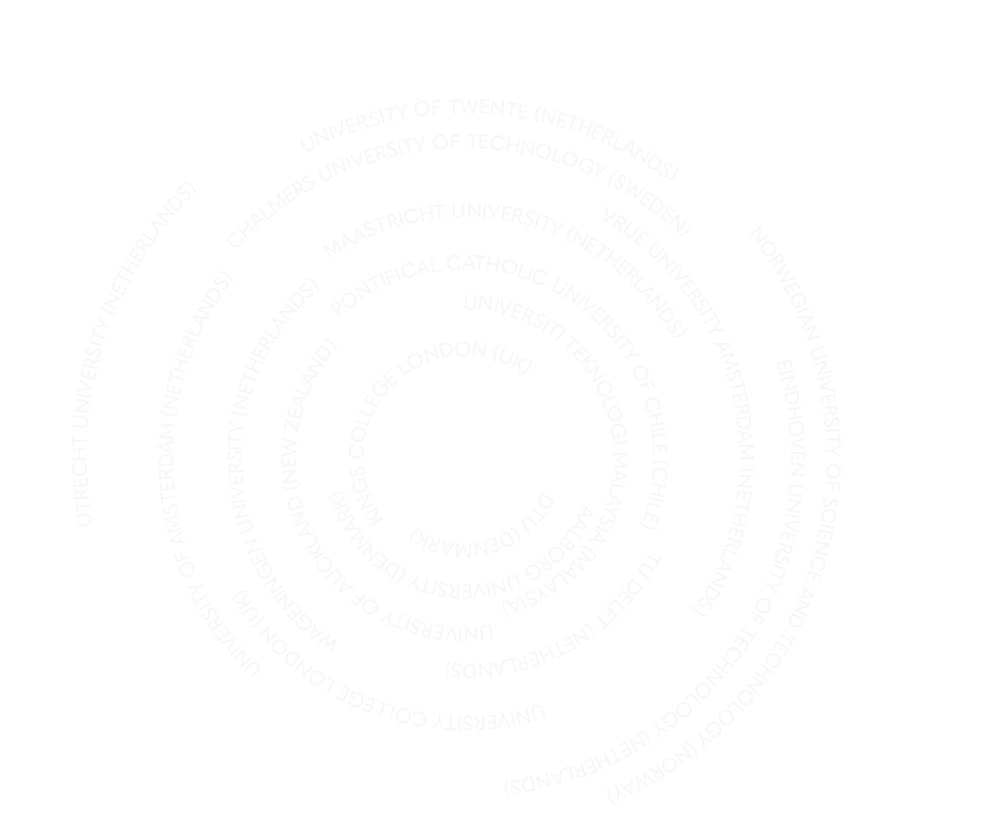 UNIVERSITY OF TWENTE (NETHERLANDS)
CHALMERS UNIVERSITY OF TECHNOLOGY (SWEDEN)
UTRECHT UNIVERSITY (NETHERLANDS)
MAASTRICHT UNIVERSITY (NETHERLANDS)
VRIJE UNIVERSITY AMSTERDAM (NETHERLANDS)
NORWEGIAN UNIVERSITY OF SCIENCE AND TECHNOLOGY (NORWAY)
PONTIFICAL CATHOLIC UNIVERSITY OF CHILE (CHILE)
UNIVERSITY OF AMSTERDAM (NETHERLANDS)
WAGENINGEN UNIVERSITY (NETHERLANDS)
UNIVERSITI TEKNOLOGI MALAYSIA (MALAYSIA)
UNIVERSITY OF AUCKLAND (NEW ZEALAND)
KINGS COLLEGE LONDON (UK)
EINDHOVEN UNIVERSITY OF TECHNOLOGY (NETHERLANDS)
DTU (DENMARK)
AALBORG UNIVERSITY (DENMARK)
TU DELFT (NETHERLANDS)
UNIVERSITY COLLEGE LONDON (UK)